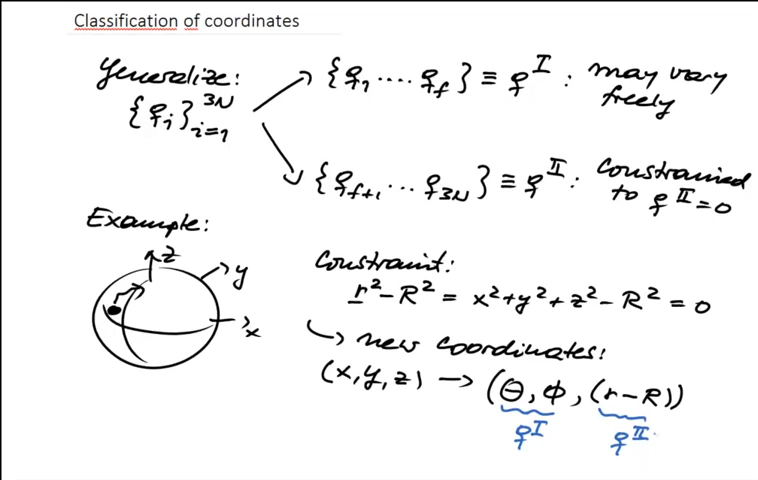 Classification of coordinates
Generalize: {q₁ .... q_f} ≡ q^I : may vary
{q_i}_{i=1}^{3N} freely
{q_{f+1} ... q_{3N}} ≡ q^{II} : constrained
to q^{II} = 0
Example:
z
y
x
Constraint:
r² - R² = x² + y² + z² - R² = 0
↳ new coordinates:
(x, y, z) → (Θ, ϕ, (r - R))
q^I q^{II}